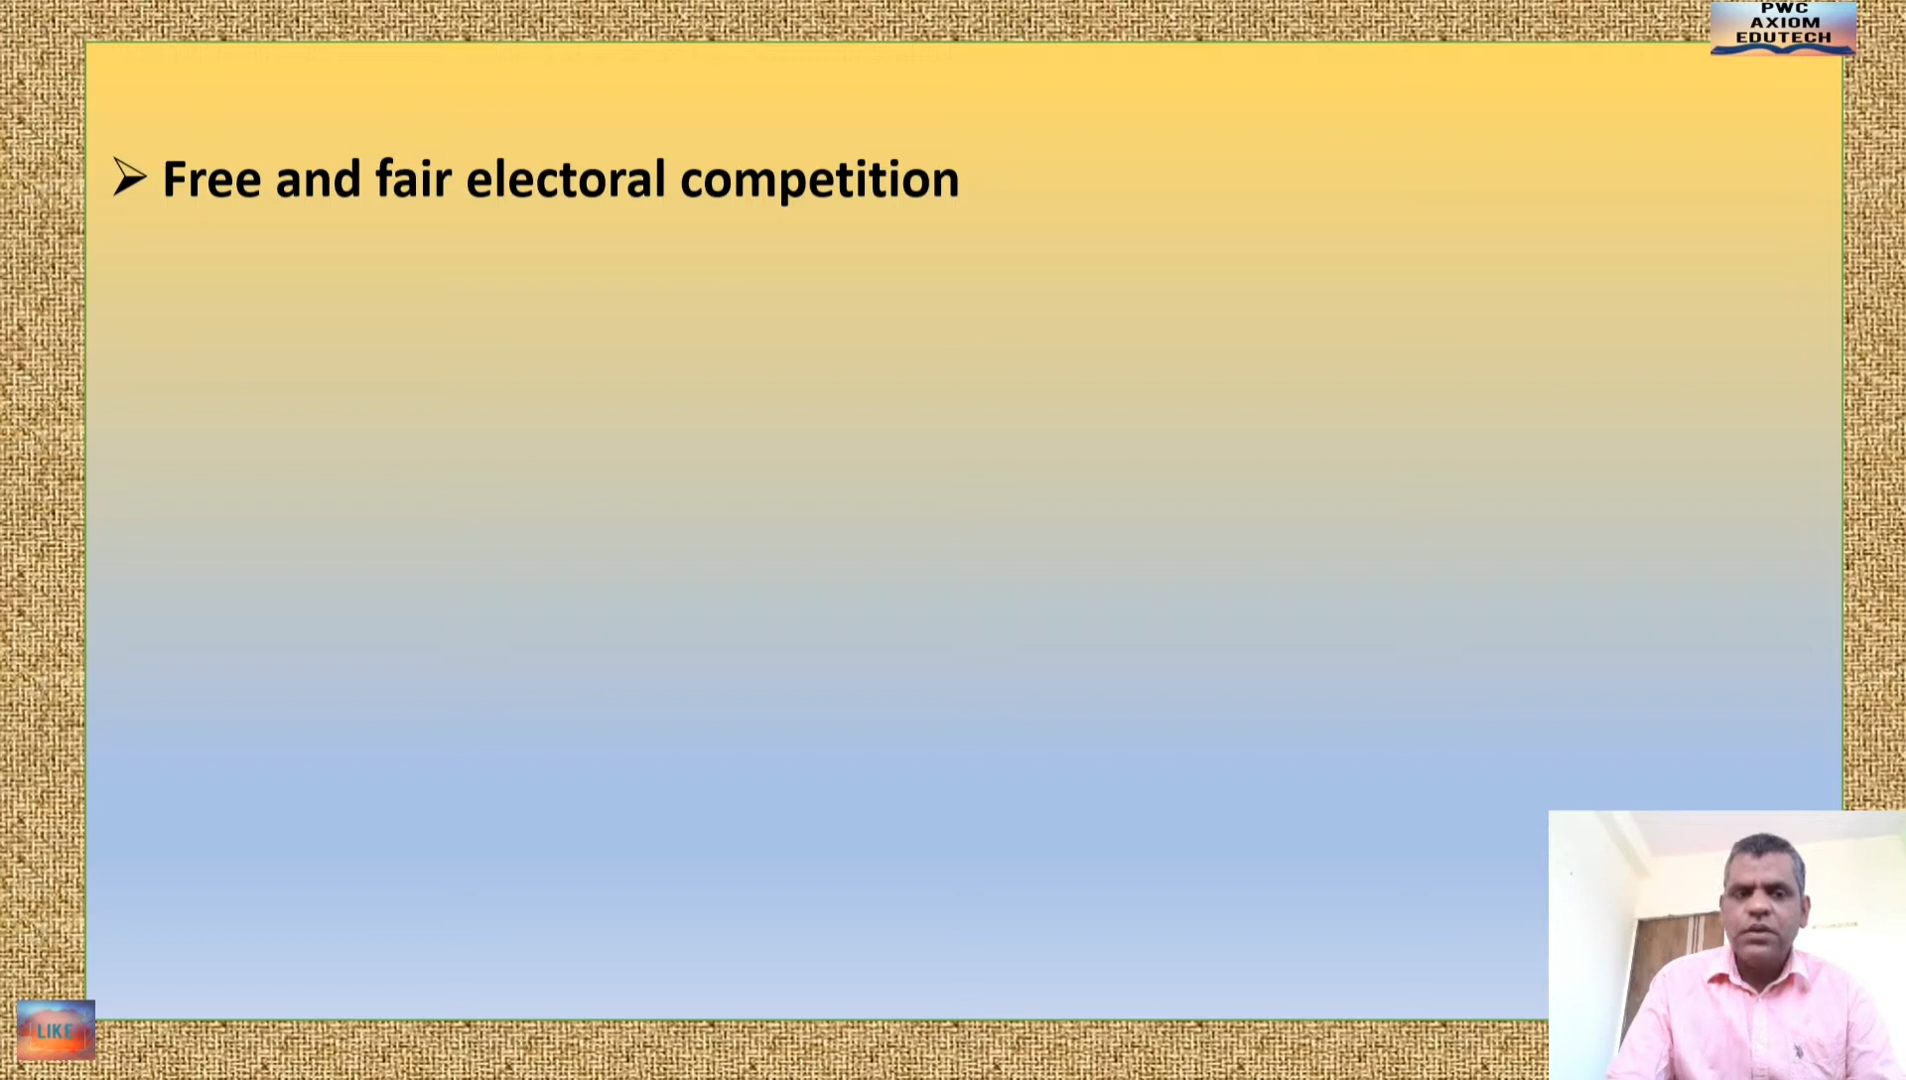 PWC
AXIOM
EDUTECH
➢ Free and fair electoral competition
LIKE